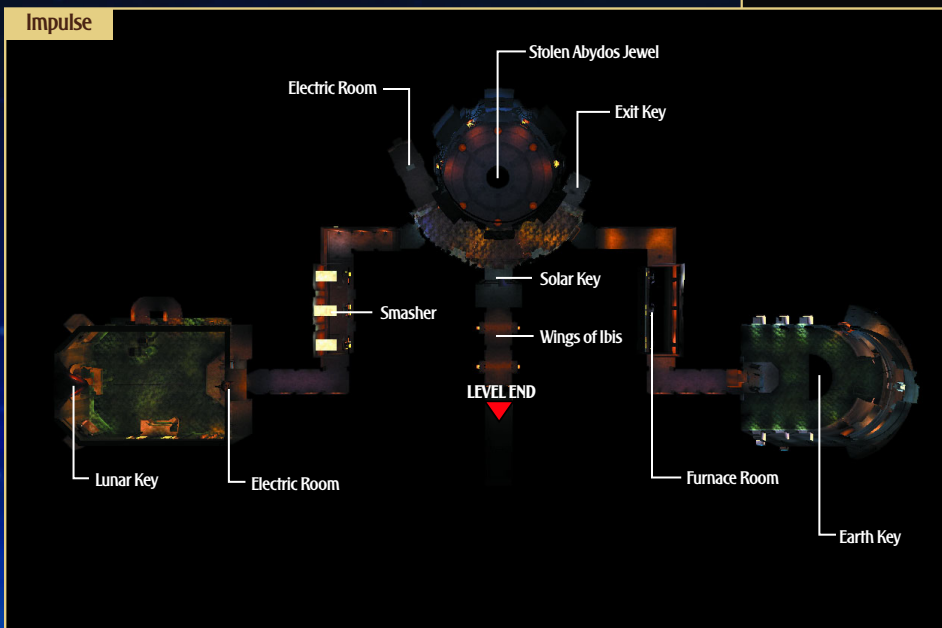 Impulse
Stolen Abydos Jewel
Electric Room
Exit Key
Solar Key
Smasher
Wings of Ibis
LEVEL END
Lunar Key
Electric Room
Furnace Room
Earth Key